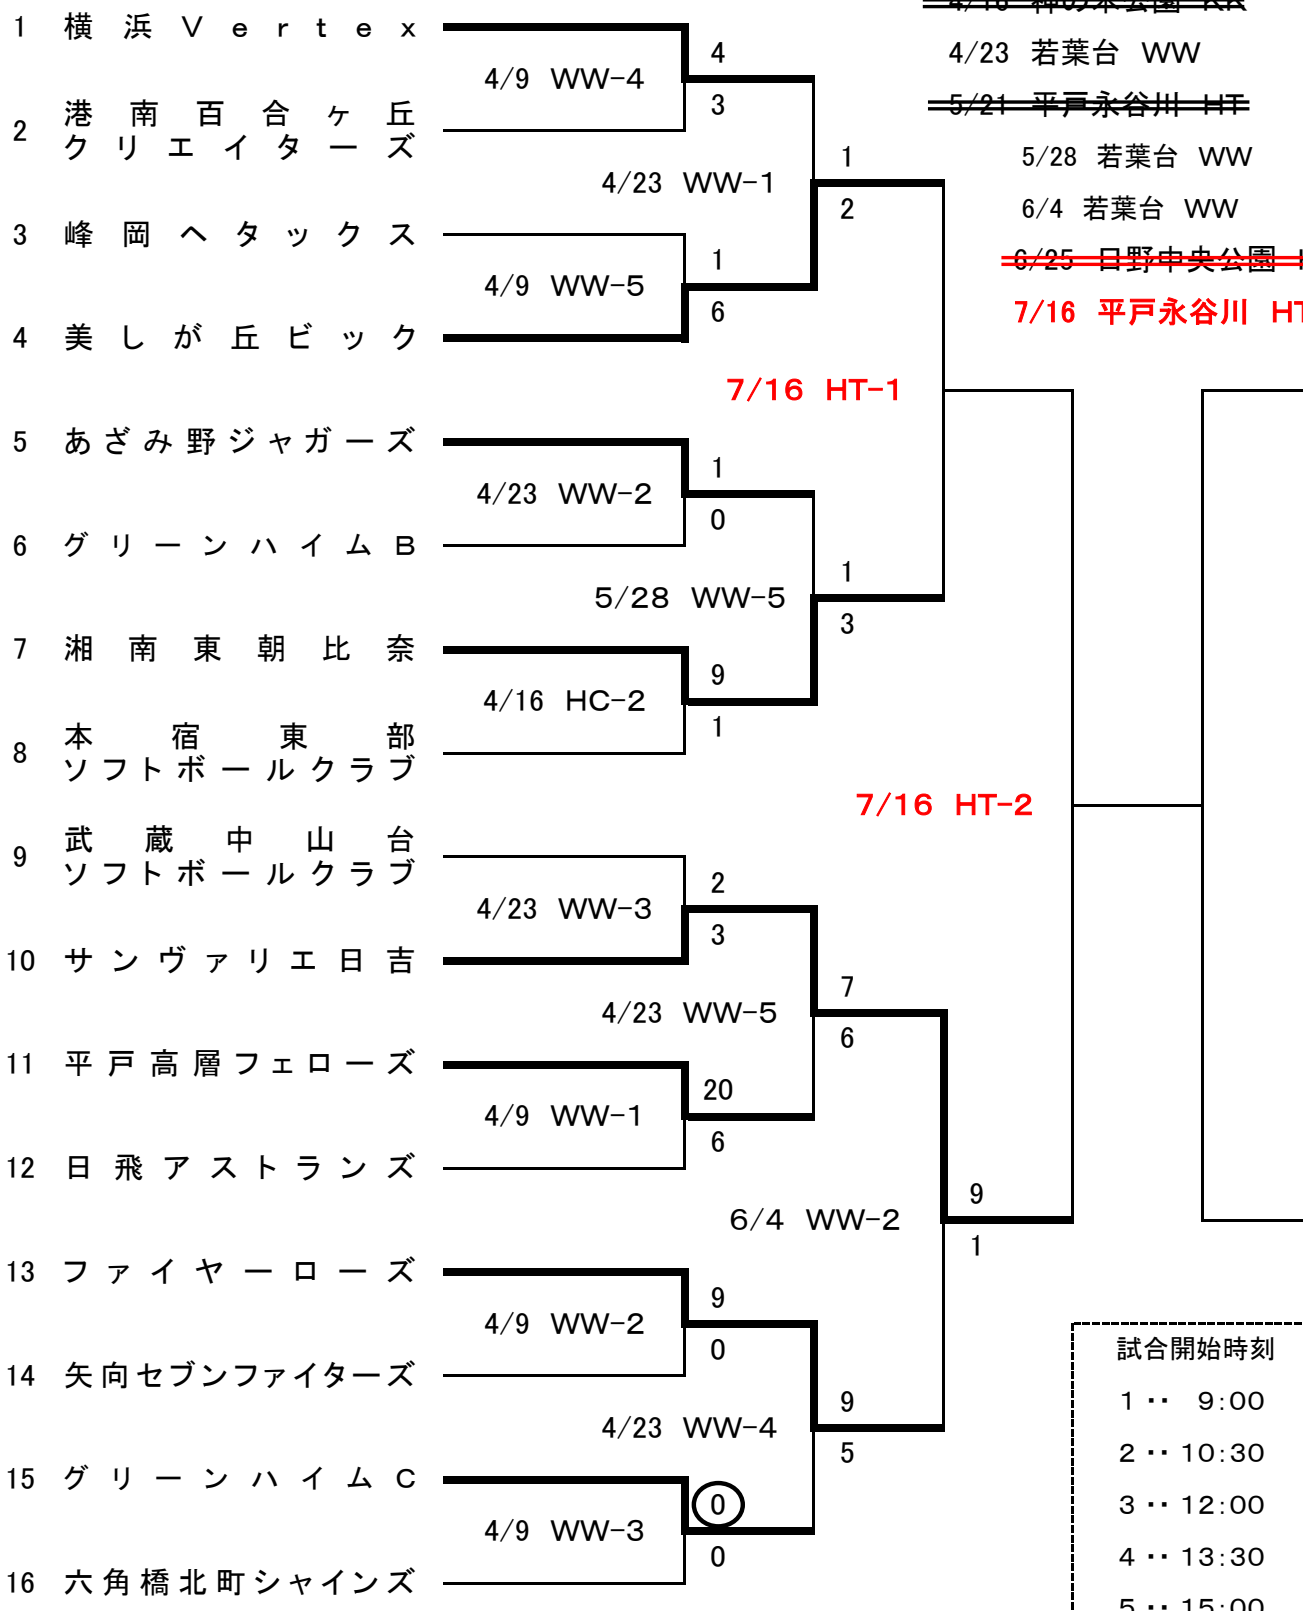 4/16 神の木公園 KK
4/23 若葉台 WW
5/21 平戸永谷川 HT
5/28 若葉台 WW
6/4 若葉台 WW
6/25 日野中央公園
7/16 平戸永谷川 HT
1 横浜Vertex
4/9 WW-4
4
3
2 港南百合ヶ丘
クリエイターズ
4/23 WW-1
1
2
3 峰岡ヘタックス
4/9 WW-5
1
6
4 美しが丘ビック
7/16 HT-1
5 あざみ野ジャガーズ
4/23 WW-2
1
0
6 グリーンハイムB
5/28 WW-5
1
3
7 湘南東朝比奈
4/16 HC-2
9
1
8 本宿東部
ソフトボールクラブ
7/16 HT-2
9 武蔵中山台
ソフトボールクラブ
4/23 WW-3
2
3
10 サンヴァリエ日吉
4/23 WW-5
7
6
11 平戸高層フェローズ
4/9 WW-1
20
6
12 日飛アストランズ
6/4 WW-2
9
1
13 ファイヤーローズ
4/9 WW-2
9
0
14 矢向セブンファイターズ
4/23 WW-4
9
5
15 グリーンハイムC
4/9 WW-3
0
0
16 六角橋北町シャインズ
試合開始時刻
1 ‥ 9:00
2 ‥ 10:30
3 ‥ 12:00
4 ‥ 13:30
5 ‥ 15:00